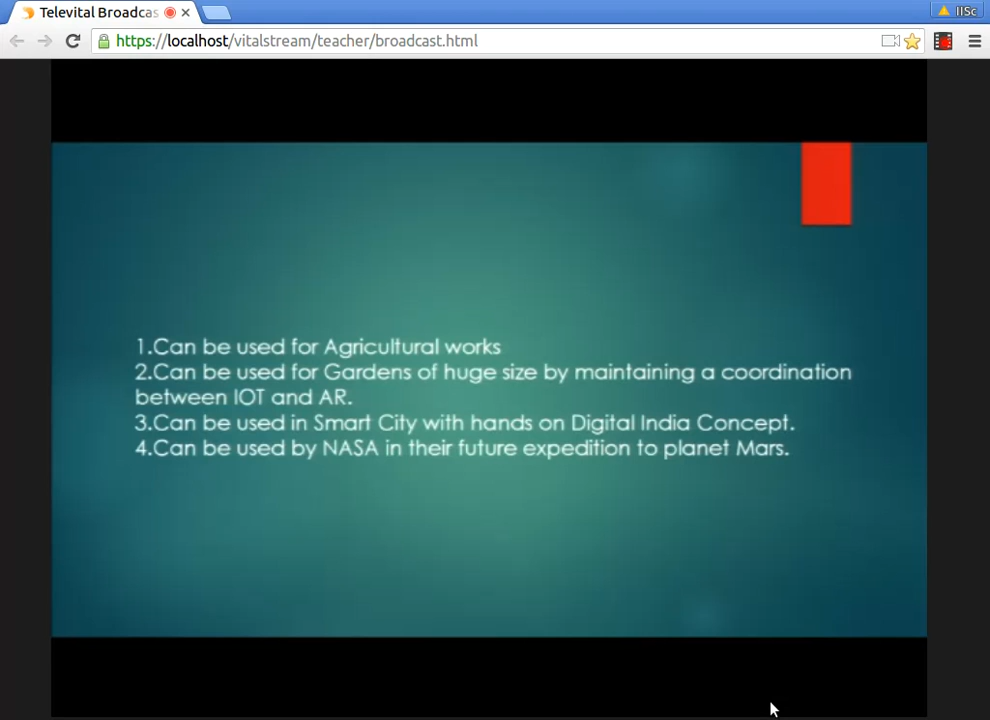 Televital Broadcas
IISc
https://localhost/vitalstream/teacher/broadcast.html
1.Can be used for Agricultural works
2.Can be used for Gardens of huge size by maintaining a coordination
between IOT and AR.
3.Can be used in Smart City with hands on Digital India Concept.
4.Can be used by NASA in their future expedition to planet Mars.